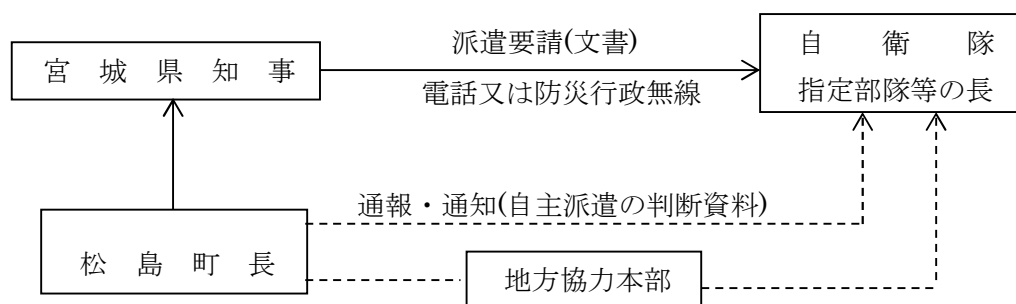 派遣要請(文書)
宮城県知事
電話又は防災行政無線
自衛隊
指定部隊等の長
通報・通知(自主派遣の判断資料)
松島町長
地方協力本部